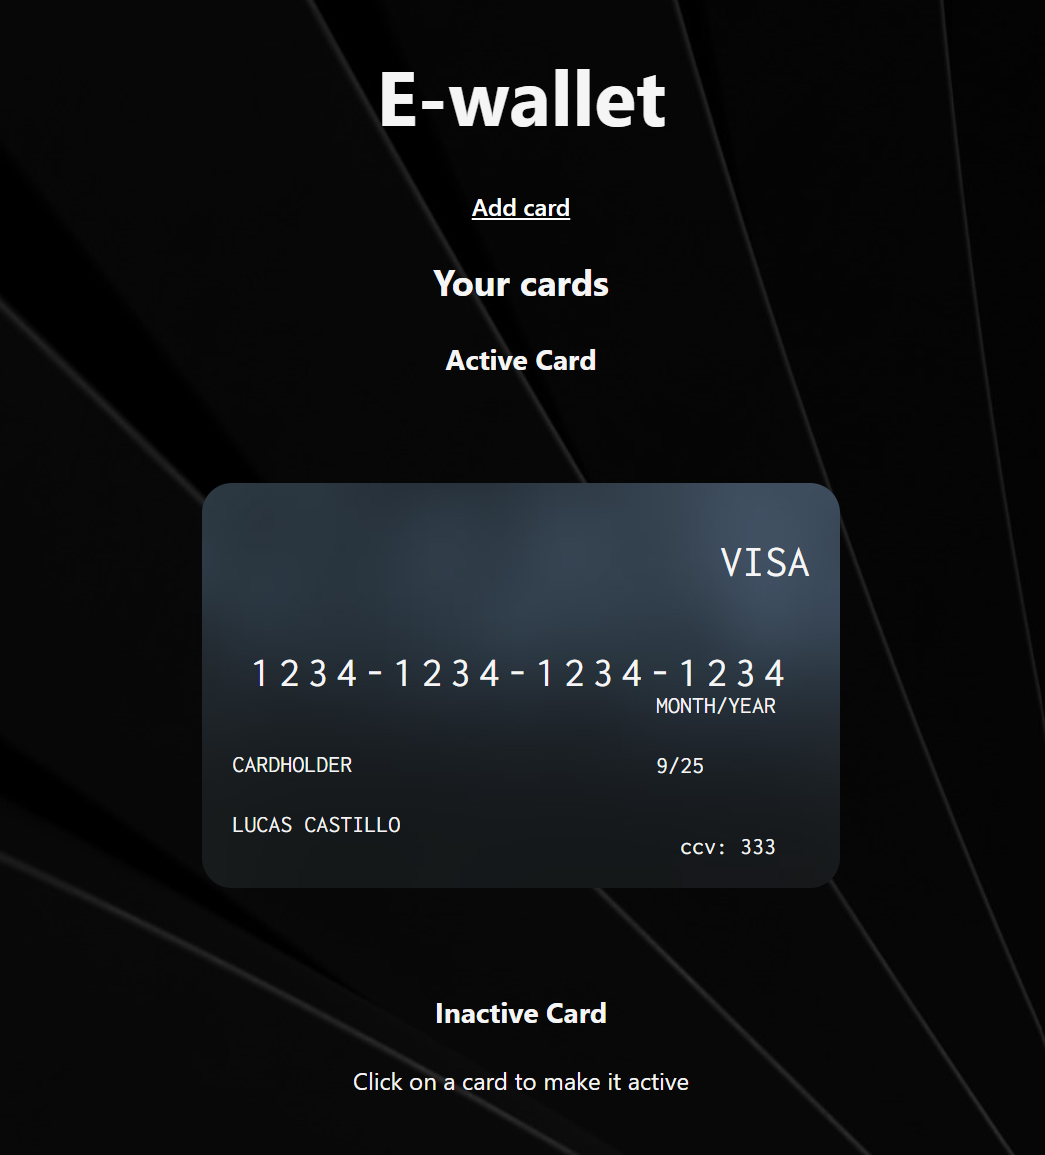 E-wallet
Add card
Your cards
Active Card
VISA
1234-1234-1234-1234
MONTH/YEAR
CARDHOLDER
9/25
LUCAS CASTILLO
ccv: 333
Inactive Card
Click on a card to make it active